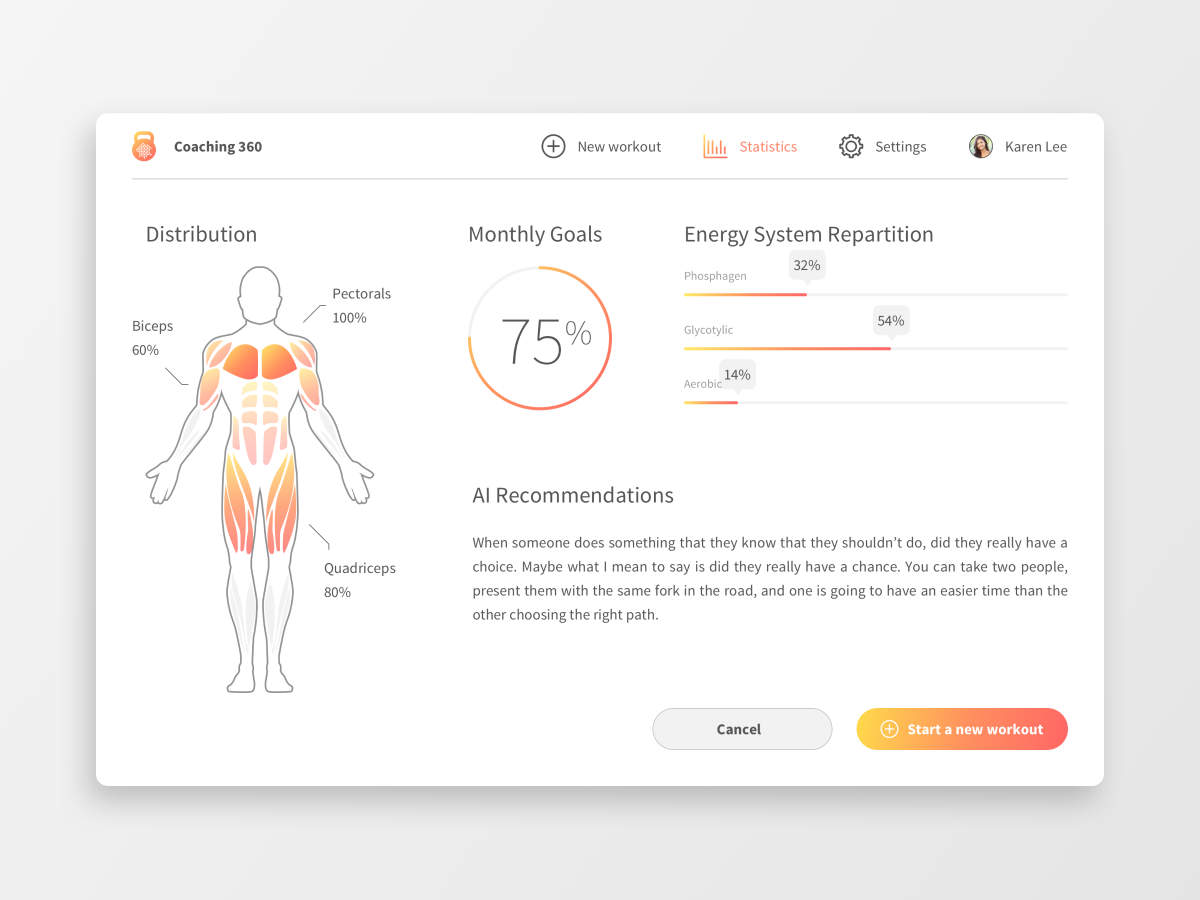 Coaching 360
New workout
Statistics
Settings
Karen Lee
Distribution
Pectorals
100%
Biceps
60%
Quadriceps
80%
Monthly Goals
75%
Energy System Repartition
Phosphagen
32%
Glycotylic
54%
Aerobic
14%
AI Recommendations
When someone does something that they know that they shouldn’t do, did they really have a
choice. Maybe what I mean to say is did they really have a chance. You can take two people,
present them with the same fork in the road, and one is going to have an easier time than the
other choosing the right path.
Cancel
Start a new workout